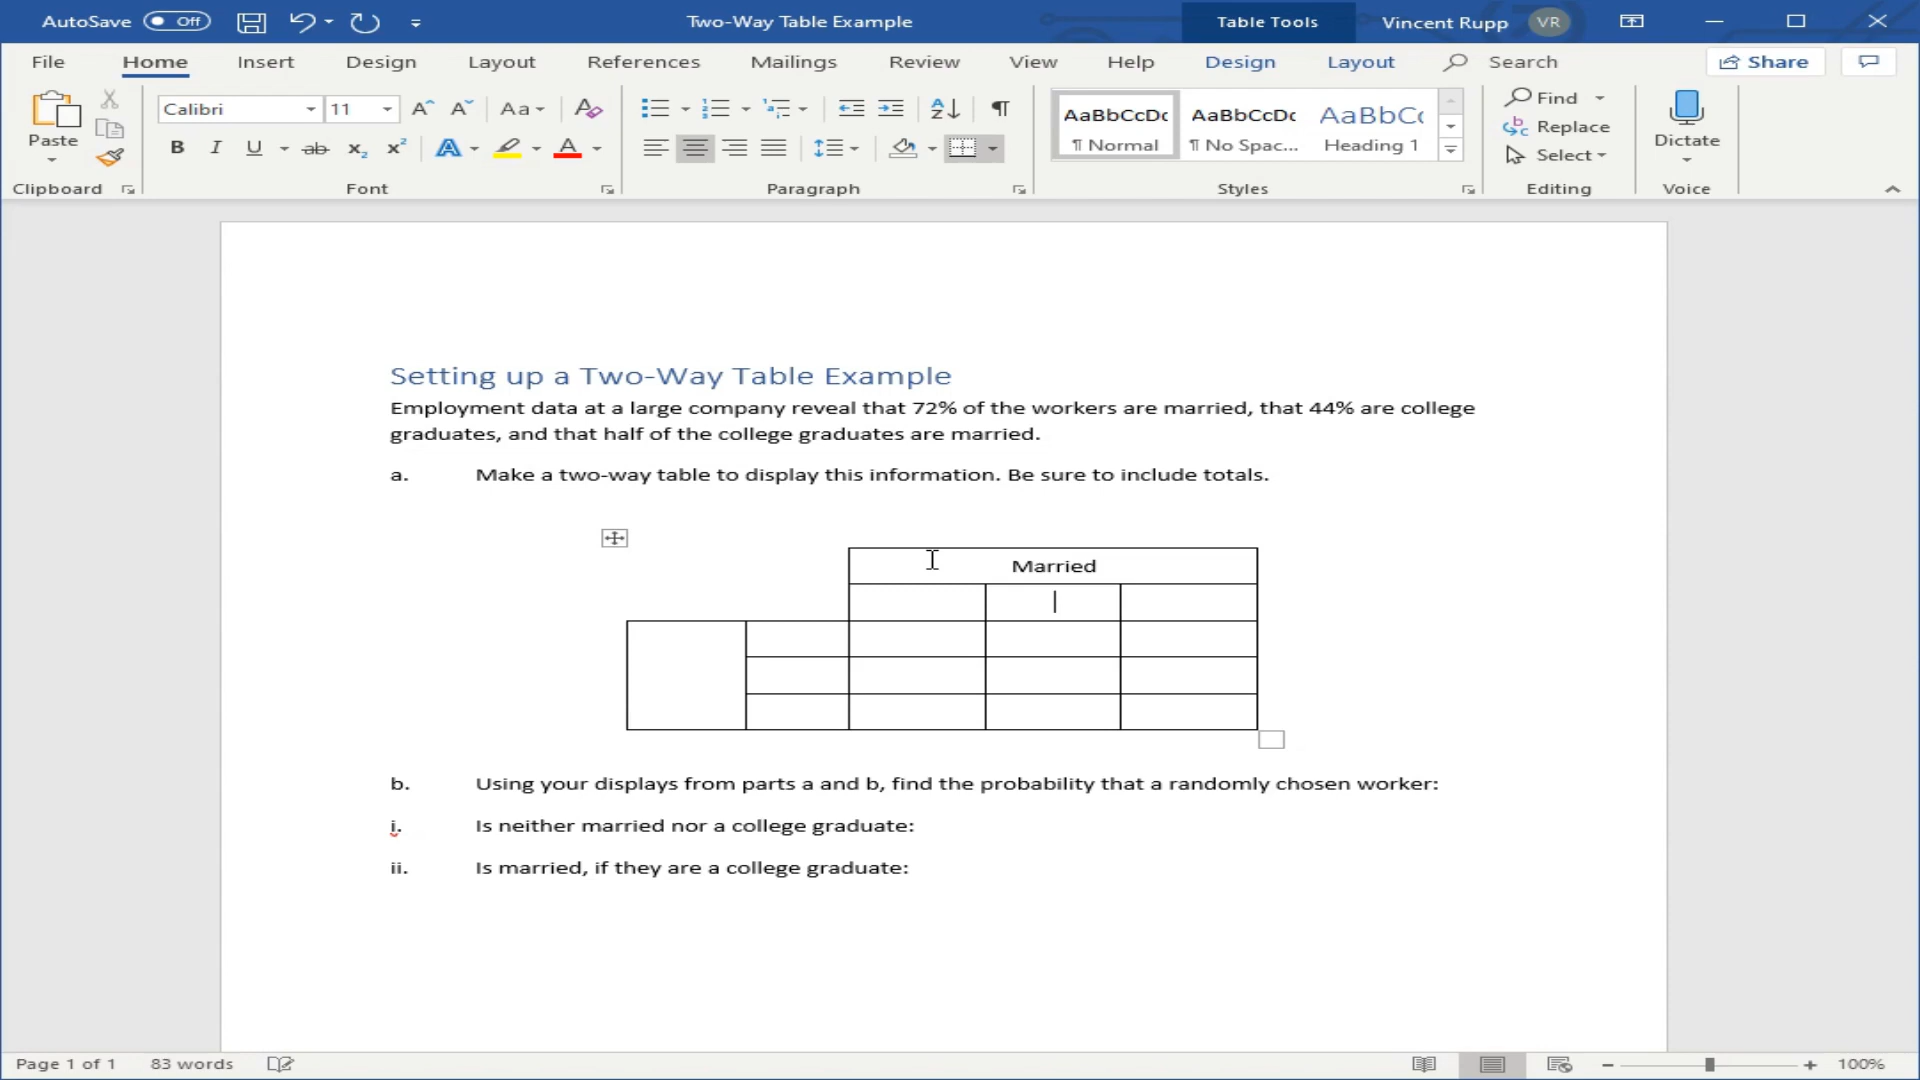 AutoSave Off Two-Way Table Example Table Tools Vincent Rupp VR
File Home Insert Design Layout References Mailings Review View Help Design Layout Search Share
Paste Calibri 11 Aa AaBbCcDc AaBbCcDc AaBbCc Find
B I U ab x₂ x² A A ¶ Normal ¶ No Spac... Heading 1 Replace Dictate
Select
Clipboard Font Paragraph Styles Editing Voice
Setting up a Two-Way Table Example
Employment data at a large company reveal that 72% of the workers are married, that 44% are college
graduates, and that half of the college graduates are married.
a. Make a two-way table to display this information. Be sure to include totals.
Married
b. Using your displays from parts a and b, find the probability that a randomly chosen worker:
i. Is neither married nor a college graduate:
ii. Is married, if they are a college graduate:
Page 1 of 1 83 words 100%